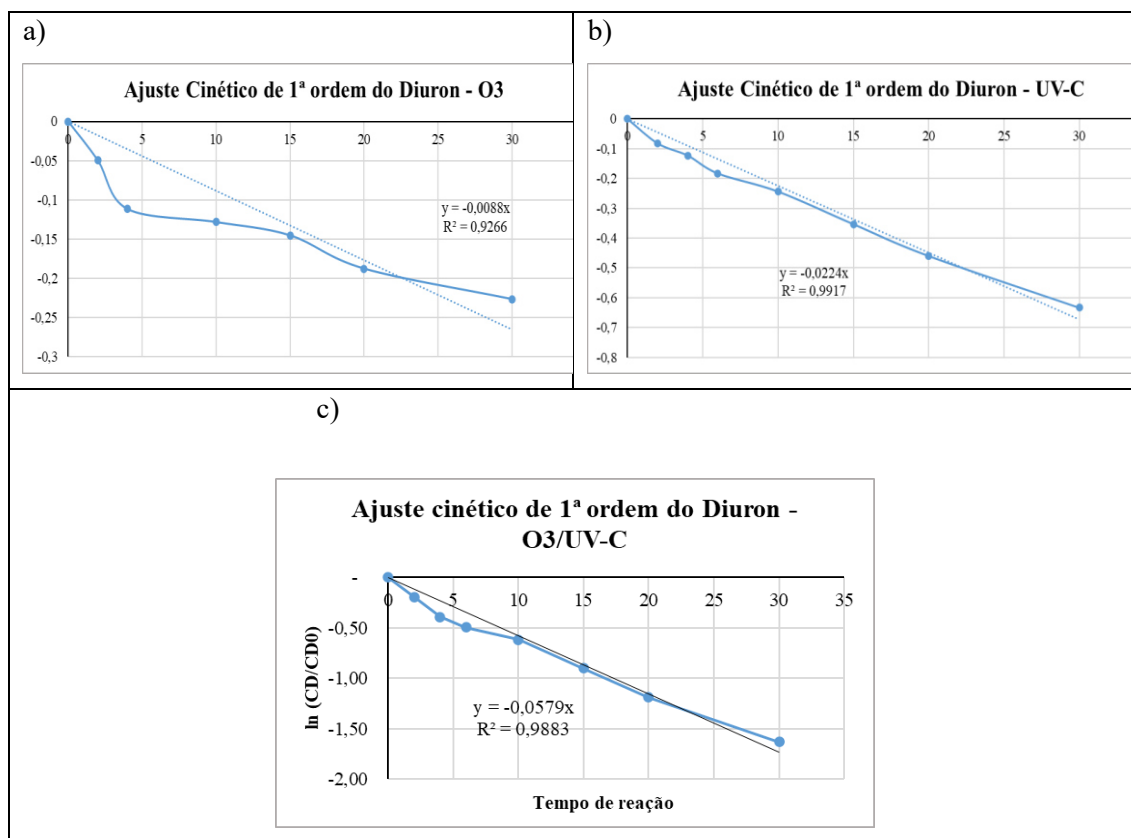 a)
Ajuste Cinético de 1ª ordem do Diuron - O3
0
0 5 10 15 20 25 30
-0,05
-0,1
-0,15
-0,2
-0,25
-0,3
y = -0,0088x
R² = 0,9266
b)
Ajuste Cinético de 1ª ordem do Diuron - UV-C
0
0 5 10 15 20 25 30
-0,1
-0,2
-0,3
-0,4
-0,5
-0,6
-0,7
-0,8
y = -0,0224x
R² = 0,9917
c)
Ajuste cinético de 1ª ordem do Diuron -
O3/UV-C
-
0 5 10 15 20 25 30 35
-0,50
-1,00
-1,50
-2,00
ln (CD/CD0)
y = -0,0579x
R² = 0,9883
Tempo de reação